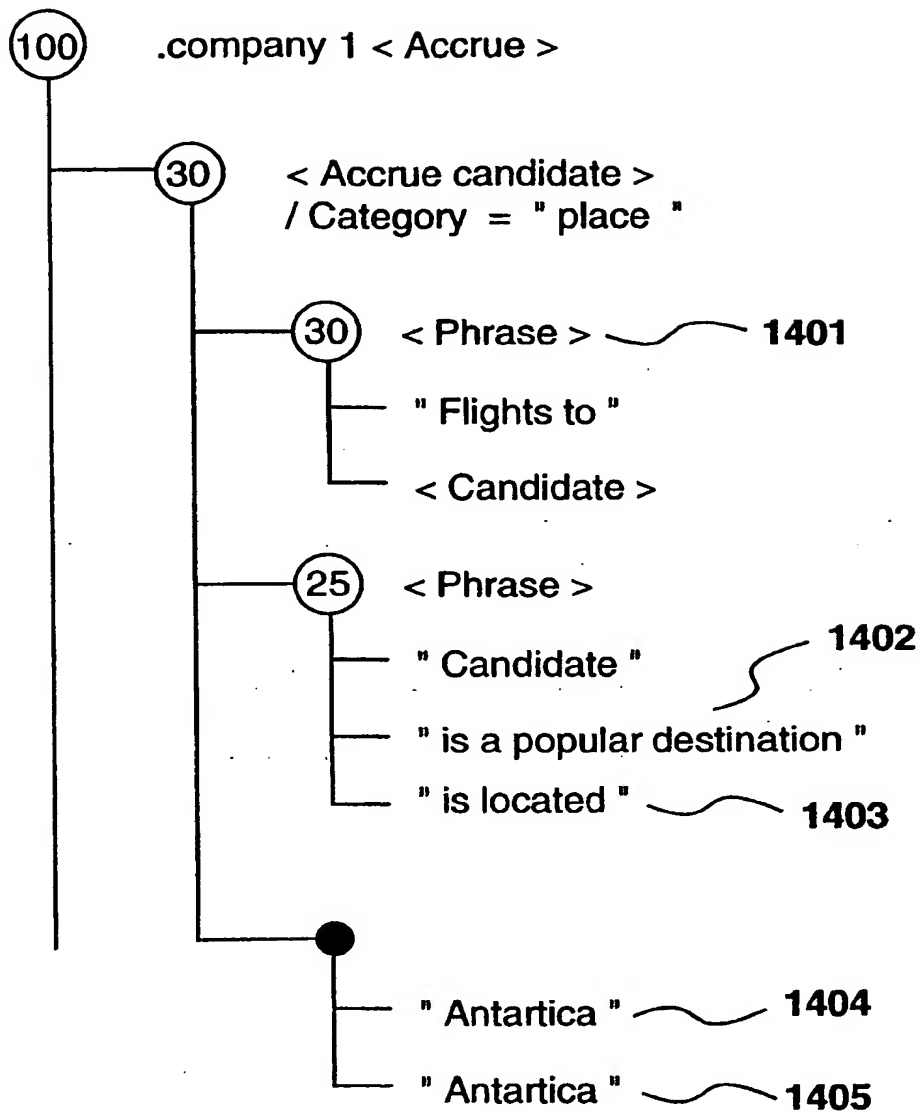 100 .company 1 < Accrue >
30 < Accrue candidate >
/ Category = " place "
30 < Phrase > 1401
" Flights to "
< Candidate >
25 < Phrase >
1402
" Candidate "
" is a popular destination "
" is located " 1403
" Antartica " 1404
" Antartica " 1405